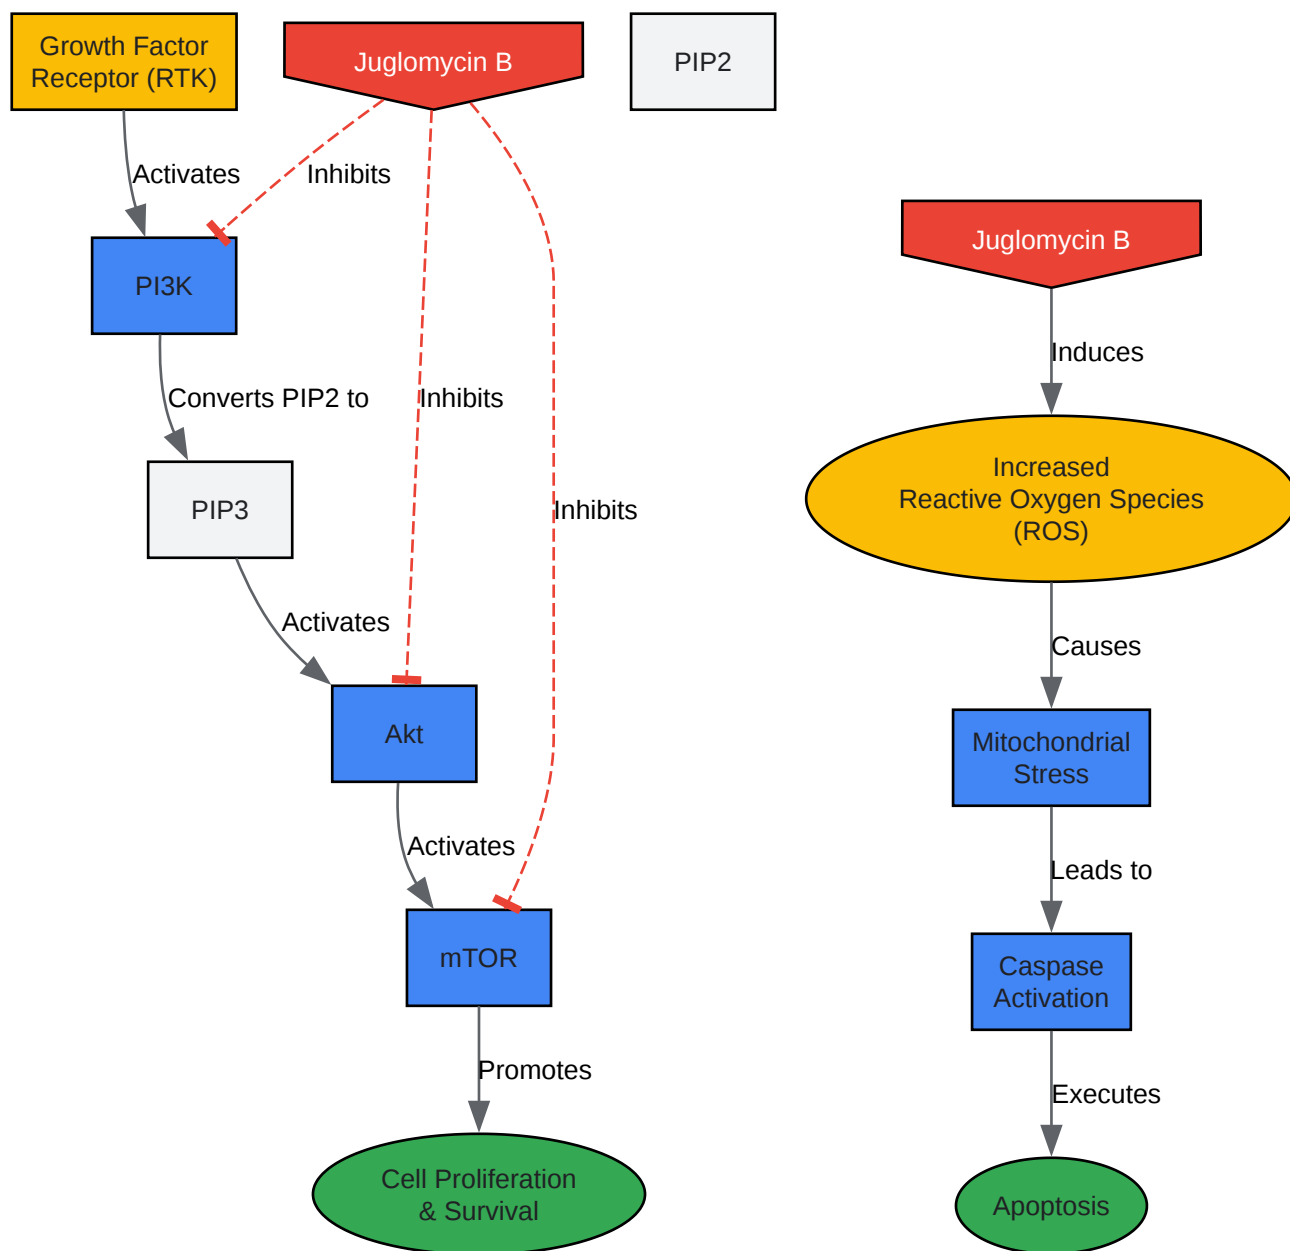 Growth Factor
Receptor (RTK)
Juglomycin B
PIP2
Activates
Inhibits
PI3K
Converts PIP2 to
Inhibits
PIP3
Inhibits
Activates
Akt
Activates
mTOR
Promotes
Cell Proliferation
& Survival
Juglomycin B
Induces
Increased
Reactive Oxygen Species
(ROS)
Causes
Mitochondrial
Stress
Leads to
Caspase
Activation
Executes
Apoptosis